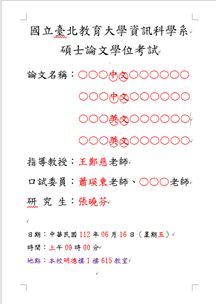 國立臺北教育大學資訊科學系
碩士論文學位考試
論文名稱：○○○中文○○○○○○
○○○中文○○○○○○
○○○英文○○○○○○
○○○英文○○○○○○
指導教授：王鄭慈老師
口試委員：蕭瑛東老師、○○○老師
研 究 生：張曉芬
日期：中華民國 112 年 06 月 16 日（星期五）
時間：上午 09 時 00 分
地點：本校明德樓 1 樓 615 教室